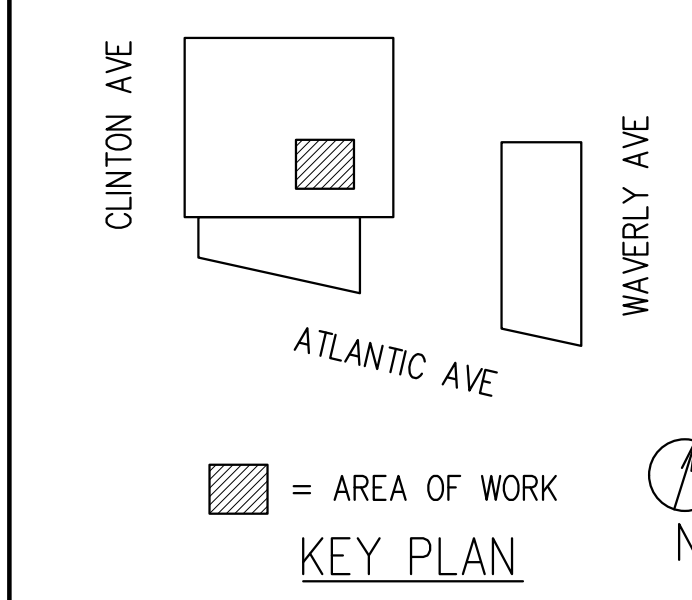 CLINTON AVE
WAVERLY AVE
ATLANTIC AVE
= AREA OF WORK
KEY PLAN
N